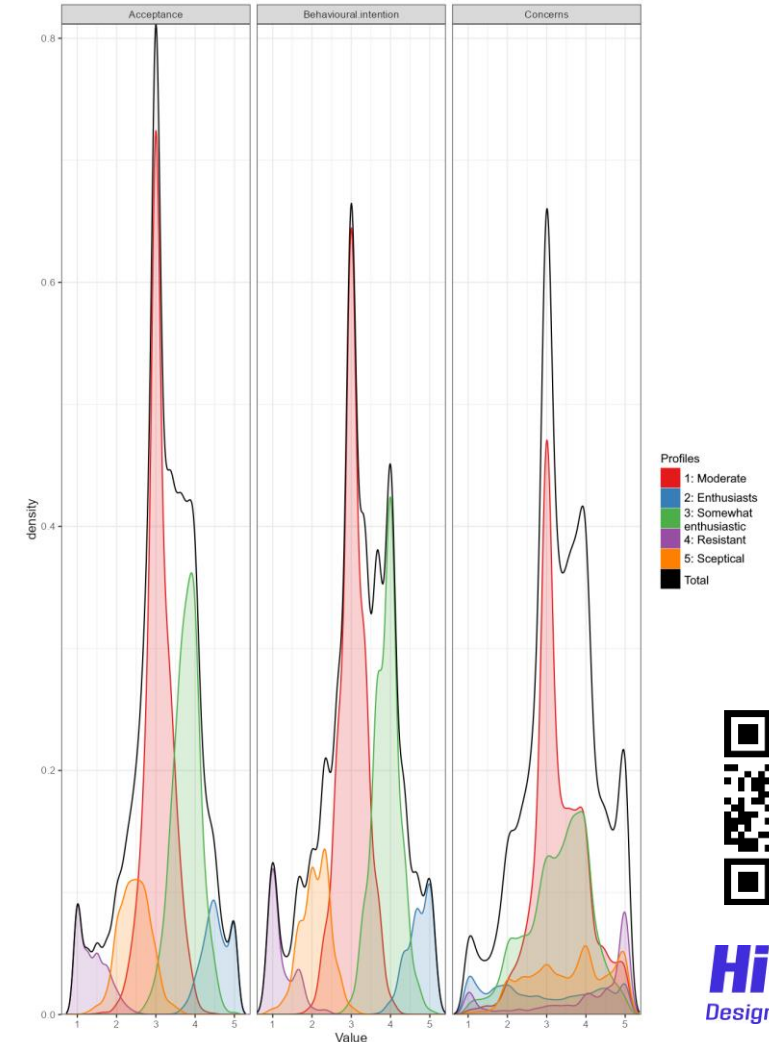 Acceptance
Behavioural.intention
Concerns
0.8
0.6
0.4
0.2
0.0
density
1 2 3 4 5
1 2 3 4 5
1 2 3 4 5
Value
Profiles
1: Moderate
2: Enthusiasts
3: Somewhat
enthusiastic
4: Resistant
5: Sceptical
Total
Hi
Design